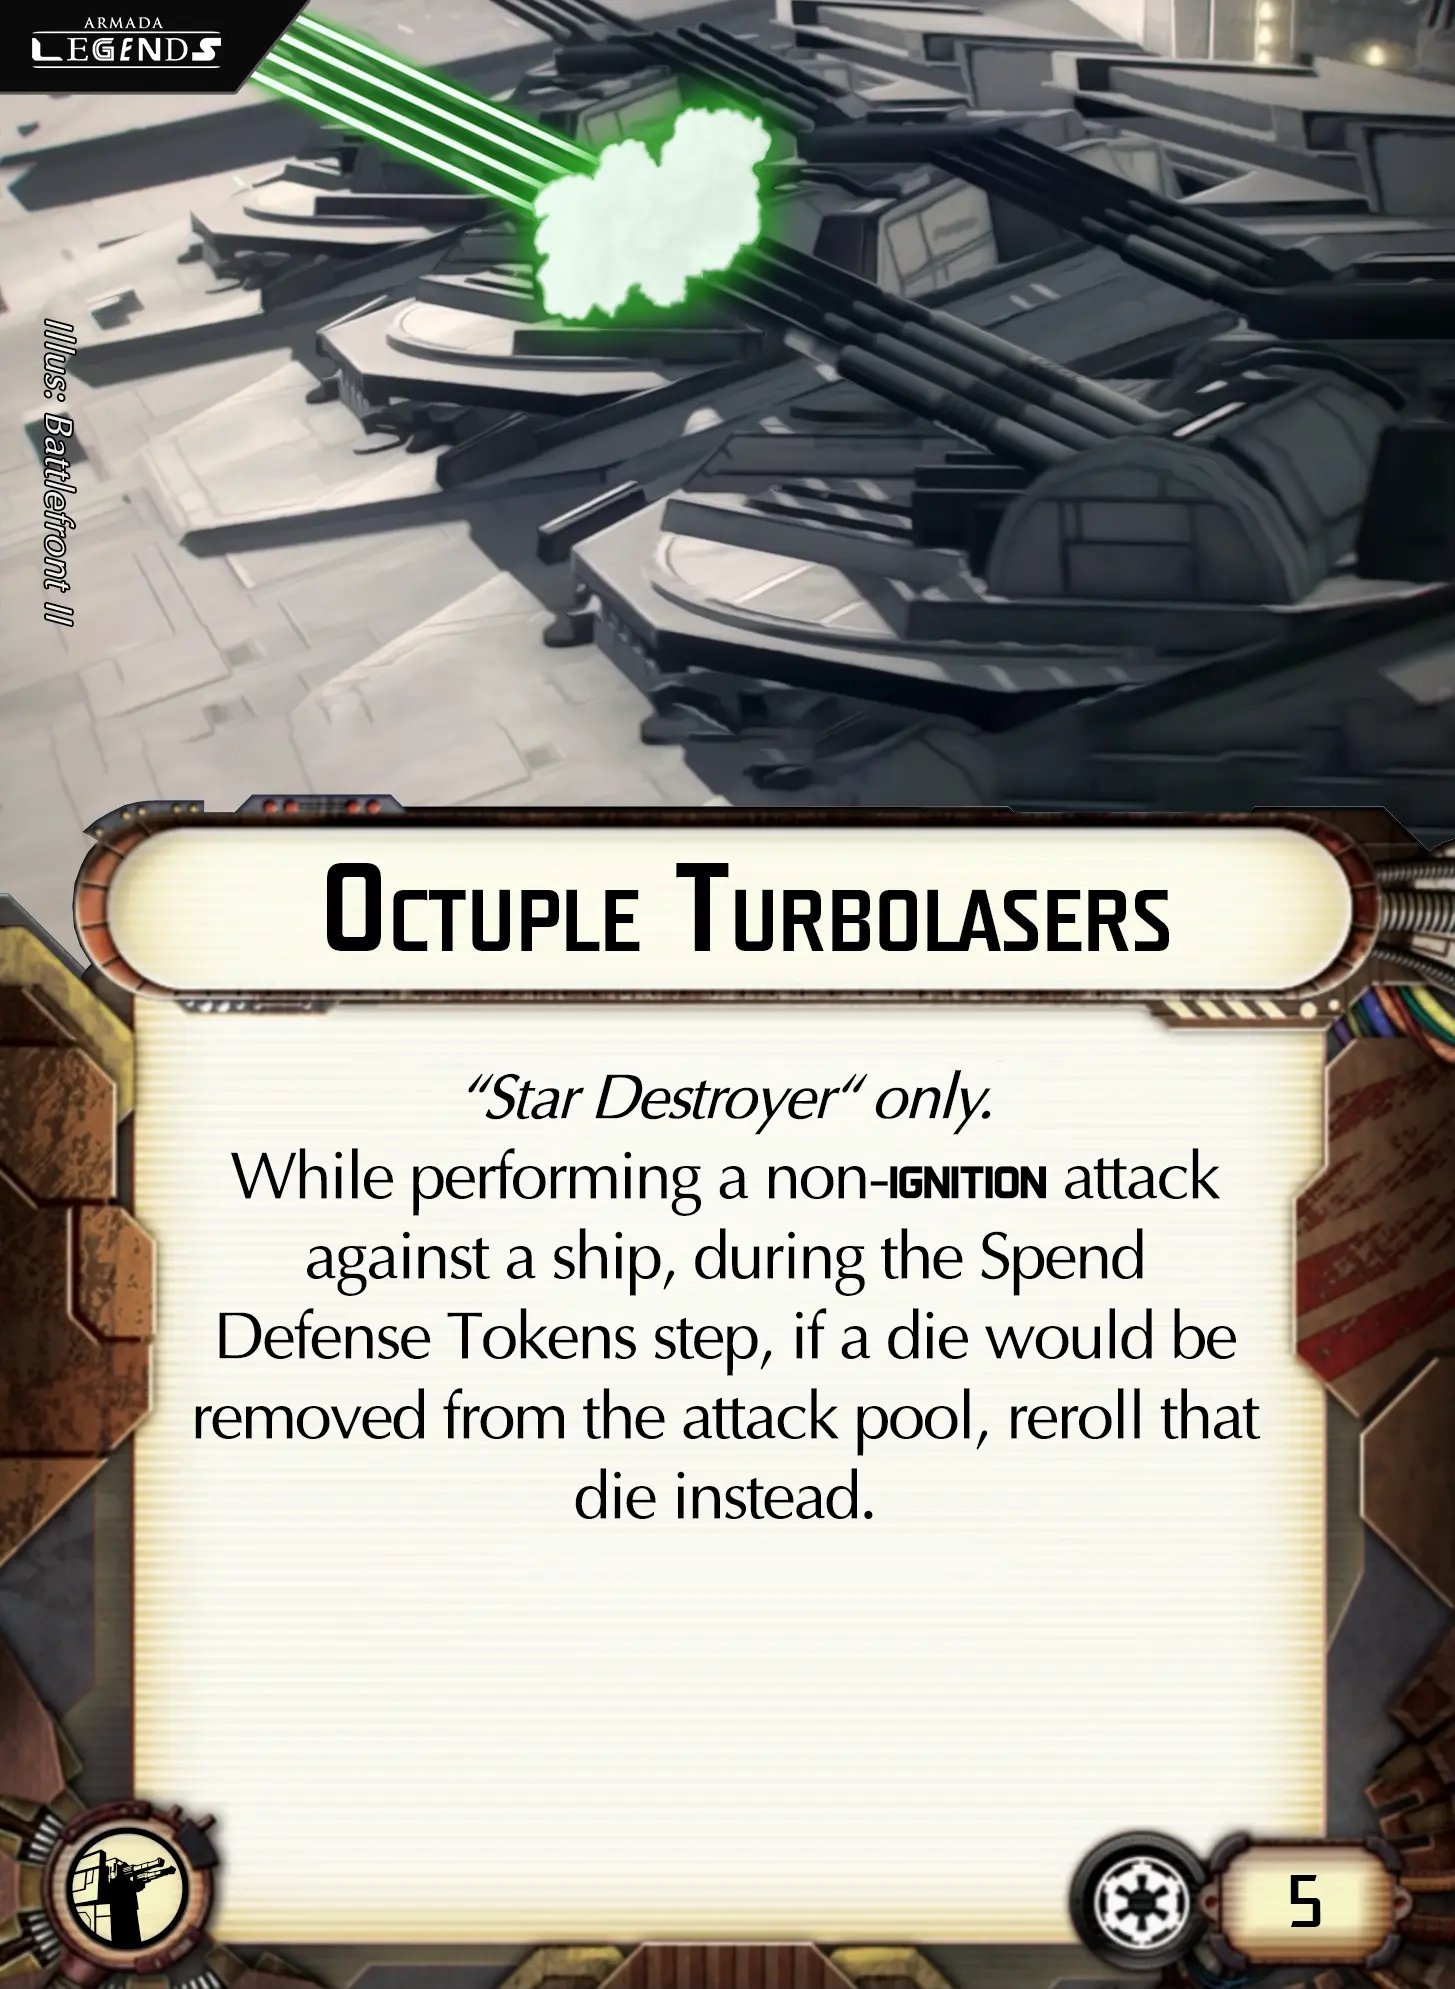 ARMADA
LEGENDS
Illus: Battlefront II
Octuple Turbolasers
“Star Destroyer“ only.
While performing a non-IGNITION attack
against a ship, during the Spend
Defense Tokens step, if a die would be
removed from the attack pool, reroll that
die instead.
5